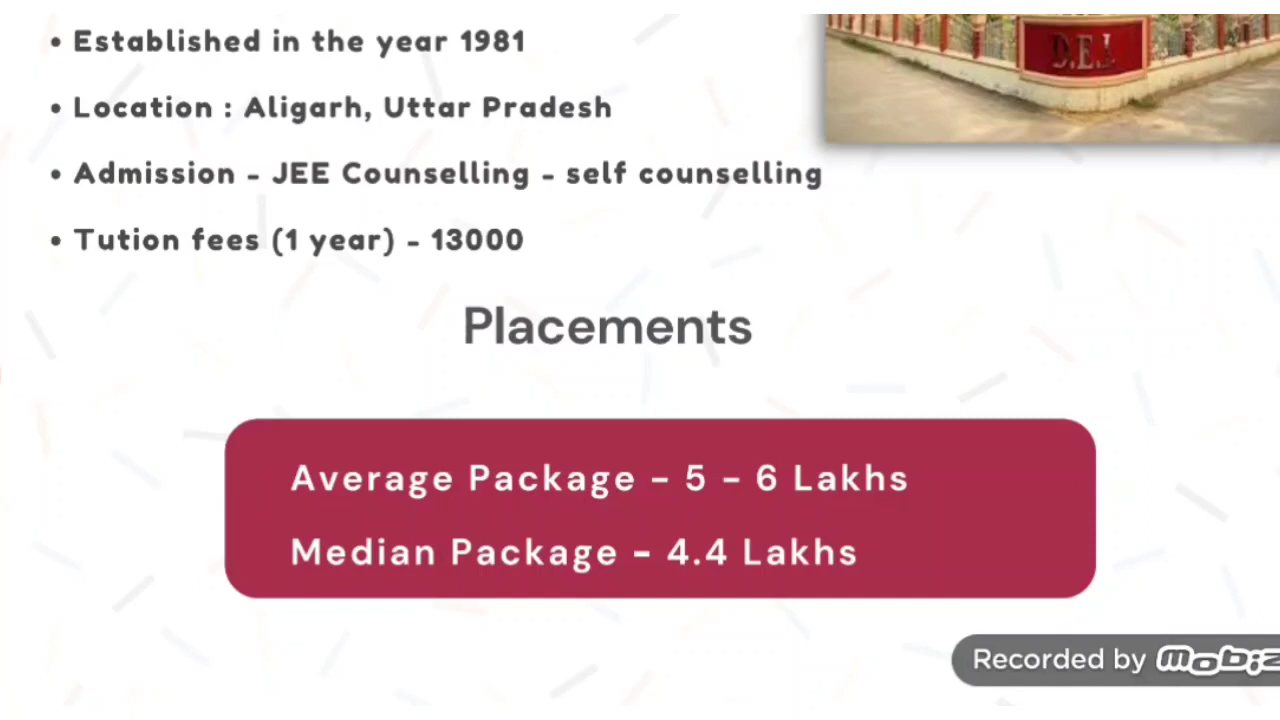 • Established in the year 1981
D.E.I.
• Location : Aligarh, Uttar Pradesh
• Admission - JEE Counselling - self counselling
• Tution fees (1 year) - 13000
Placements
Average Package - 5 - 6 Lakhs
Median Package - 4.4 Lakhs
Recorded by